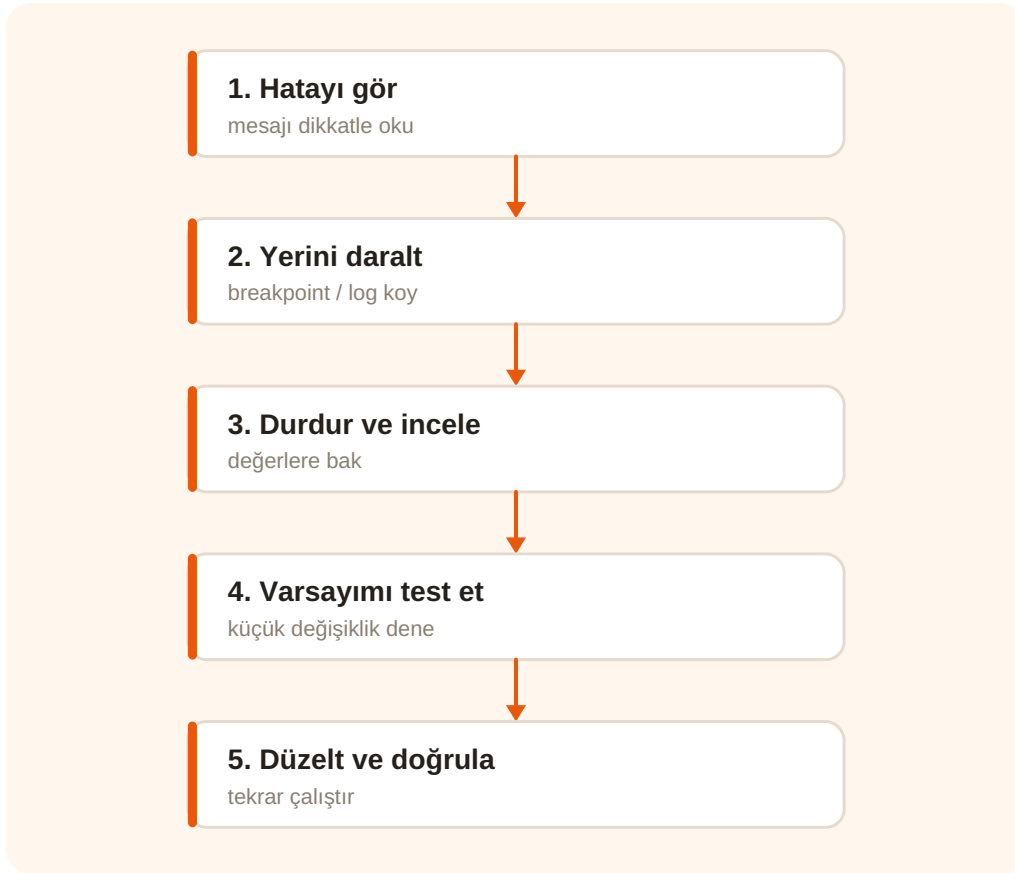 1. Hatayı gör
mesajı dikkatle oku
2. Yerini daralt
breakpoint / log koy
3. Durdur ve incele
değerlere bak
4. Varsayımı test et
küçük değişiklik dene
5. Düzelt ve doğrula
tekrar çalıştır